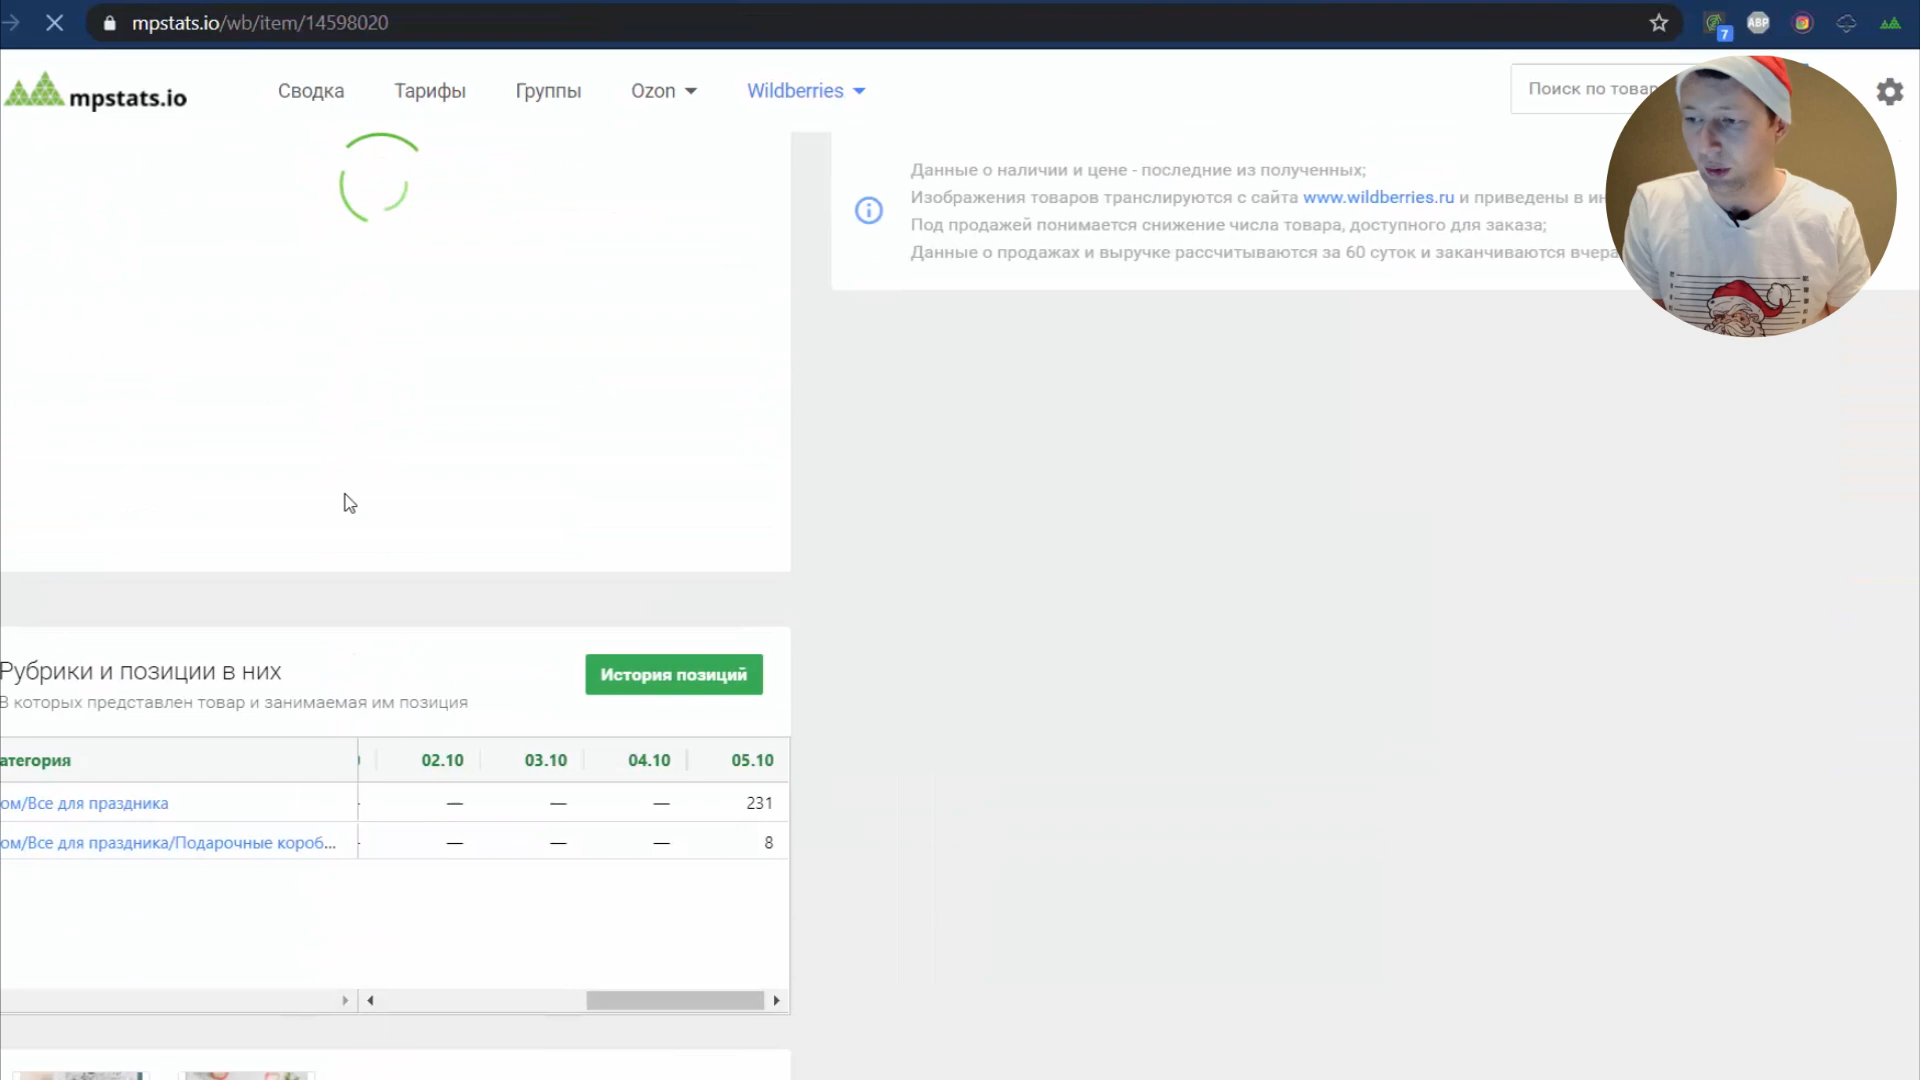 mpstats.io/wb/item/14598020
7
ABP
mpstats.io
Сводка
Тарифы
Группы
Ozon
Wildberries
Поиск по товар
Данные о наличии и цене - последние из полученных;
Изображения товаров транслируются с сайта www.wildberries.ru и приведены в ин
Под продажей понимается снижение числа товара, доступного для заказа;
Данные о продажах и выручке рассчитываются за 60 суток и заканчиваются вчера
Рубрики и позиции в них
История позиций
В которых представлен товар и занимаемая им позиция
атегория 02.10 03.10 04.10 05.10
ом/Все для праздника — — — 231
ом/Все для праздника/Подарочные короб... — — — 8